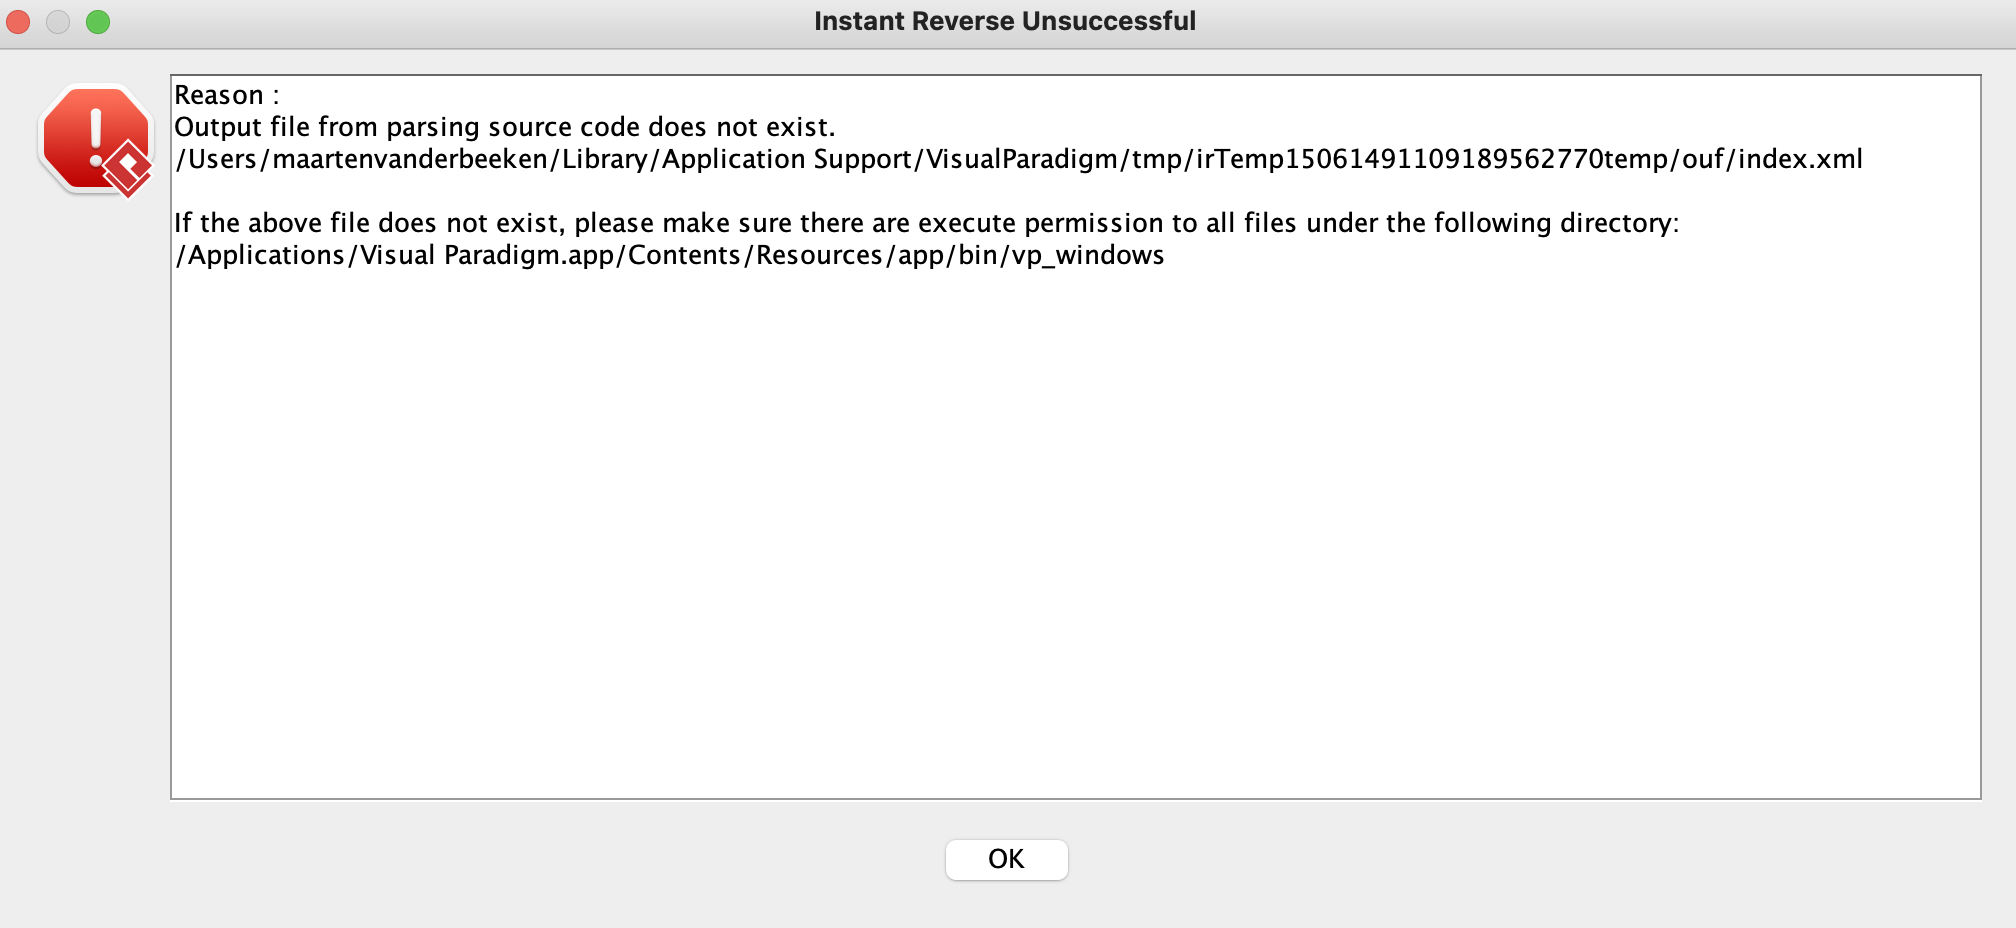 Instant Reverse Unsuccessful
Reason :
Output file from parsing source code does not exist.
/Users/maartenvanderbeeken/Library/Application Support/VisualParadigm/tmp/irTemp15061491109189562770temp/ouf/index.xml
If the above file does not exist, please make sure there are execute permission to all files under the following directory:
/Applications/Visual Paradigm.app/Contents/Resources/app/bin/vp_windows
OK